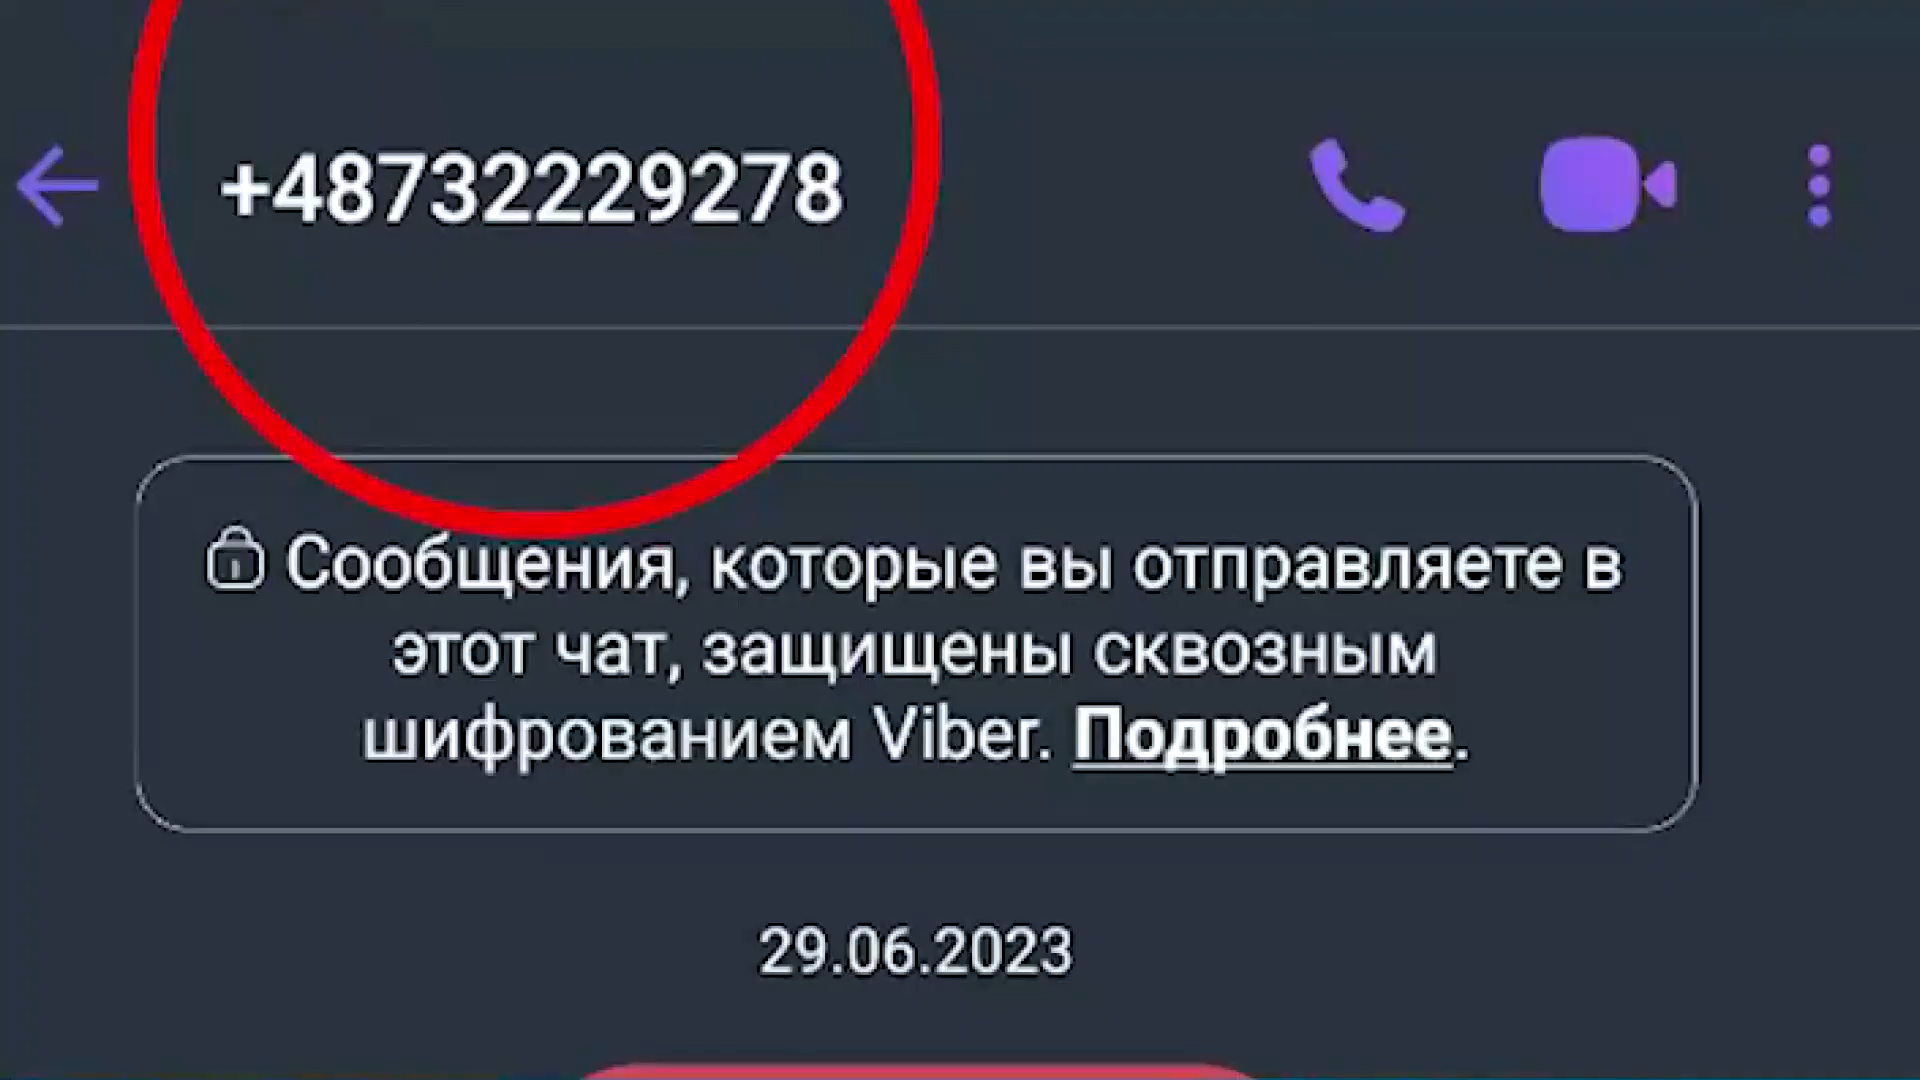 +48732229278
Сообщения, которые вы отправляете в
этот чат, защищены сквозным
шифрованием Viber. Подробнее.
29.06.2023